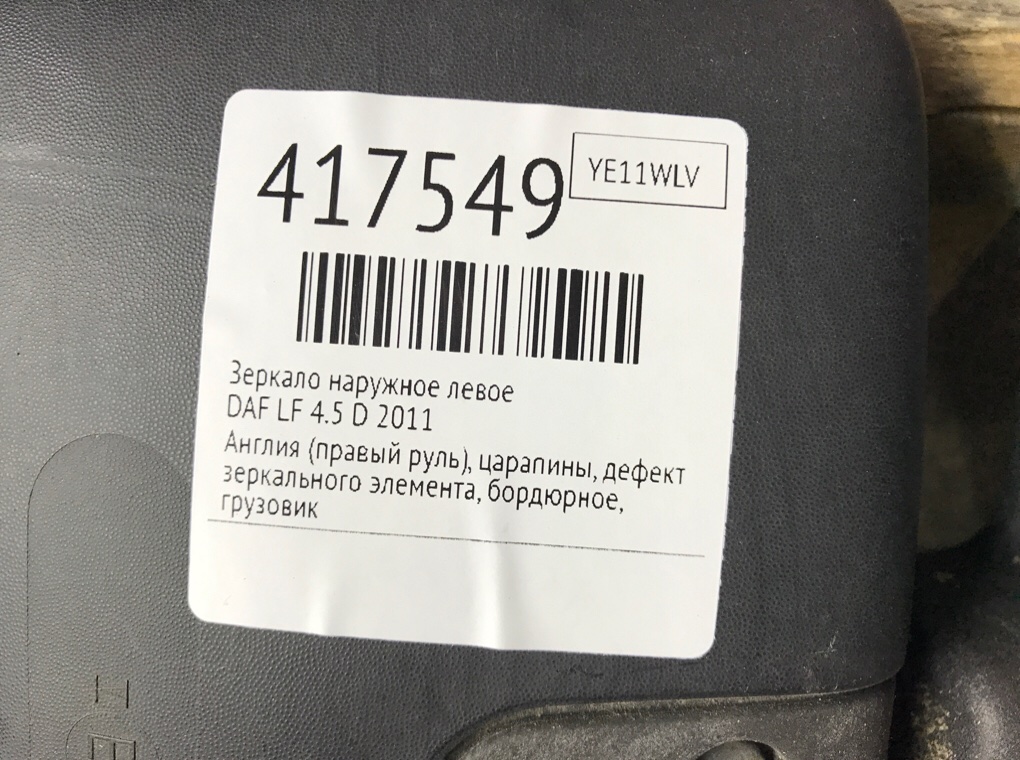 417549
YE11WLV
Зеркало наружное левое
DAF LF 4.5 D 2011
Англия (правый руль), царапины, дефект
зеркального элемента, бордюрное,
грузовик